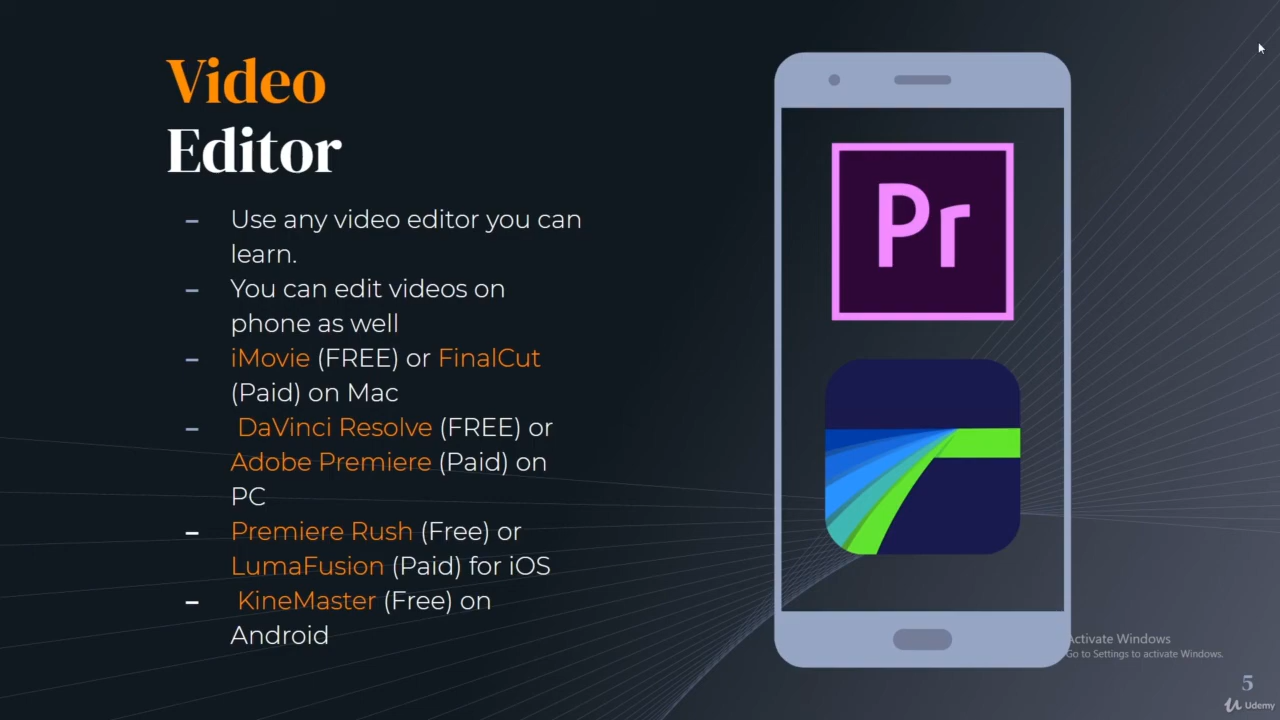 Video
Editor
– Use any video editor you can
learn.
– You can edit videos on
phone as well
– iMovie (FREE) or FinalCut
(Paid) on Mac
– DaVinci Resolve (FREE) or
Adobe Premiere (Paid) on
PC
– Premiere Rush (Free) or
LumaFusion (Paid) for iOS
– KineMaster (Free) on
Android
Pr
Activate Windows
Go to Settings to activate Windows.
5
Udemy